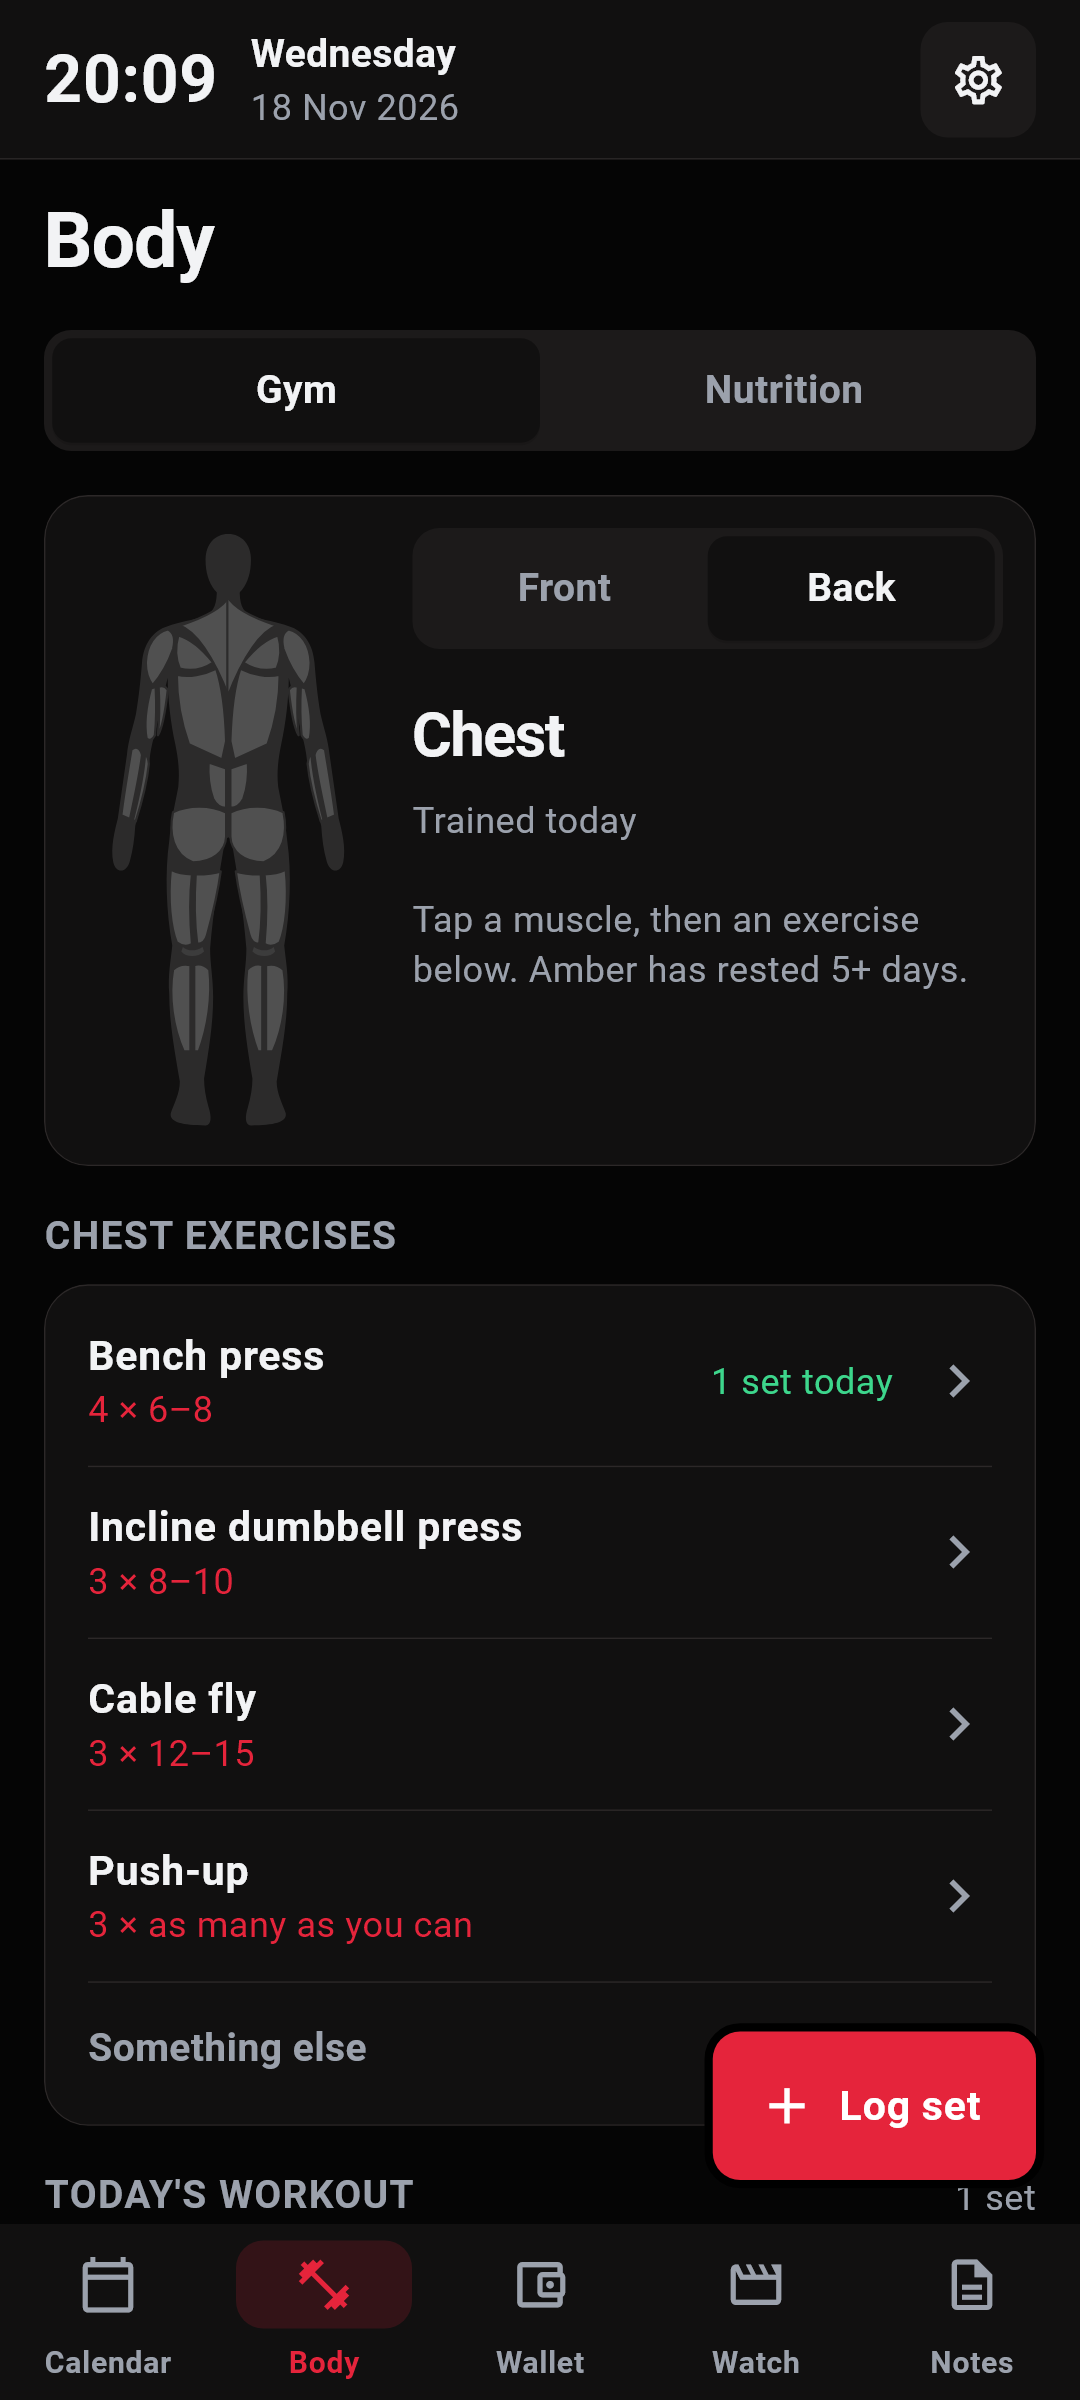 20:09
Wednesday
18 Nov 2026
Body
Gym
Nutrition
Front
Back
Chest
Trained today
Tap a muscle, then an exercise
below. Amber has rested 5+ days.
CHEST EXERCISES
Bench press
4 × 6–8
1 set today
Incline dumbbell press
3 × 8–10
Cable fly
3 × 12–15
Push-up
3 × as many as you can
Something else
Log set
TODAY'S WORKOUT
1 set
Calendar
Body
Wallet
Watch
Notes